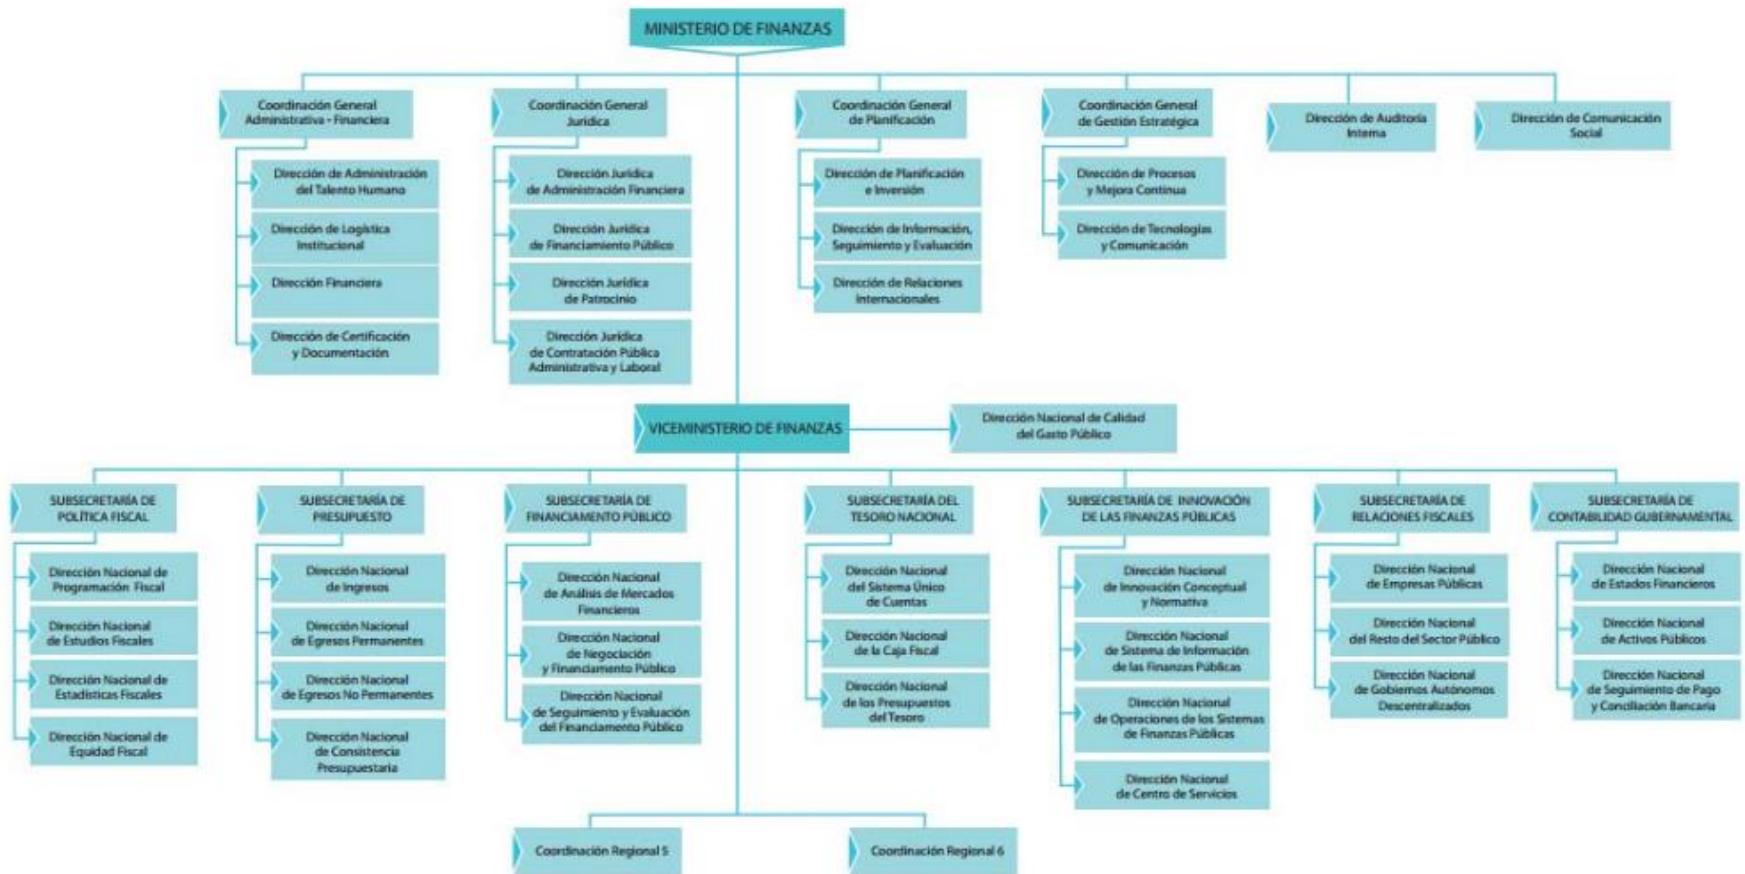 MINISTERIO DE FINANZAS
Coordinación General
Administrativa - Financiera
Dirección de Administración
del Talento Humano
Dirección de Logística
Institucional
Dirección Financiera
Dirección de Certificación
y Documentación
Coordinación General
Jurídica
Dirección Jurídica
de Administración Financiera
Dirección Jurídica
de Financiamiento Público
Dirección Jurídica
de Patrocinio
Dirección Jurídica
de Contratación Pública
Administrativa y Laboral
Coordinación General
de Planificación
Dirección de Planificación
e Inversión
Dirección de Información,
Seguimiento y Evaluación
Dirección de Relaciones
Internacionales
Coordinación General
de Gestión Estratégica
Dirección de Procesos
y Mejora Continua
Dirección de Tecnologías
y Comunicación
Dirección de Auditoría
Interna
Dirección de Comunicación
Social
VICEMINISTERIO DE FINANZAS
Dirección Nacional de Calidad
del Gasto Público
SUBSECRETARÍA DE
POLÍTICA FISCAL
Dirección Nacional de
Programación Fiscal
Dirección Nacional
de Estudios Fiscales
Dirección Nacional de
Estadísticas Fiscales
Dirección Nacional de
Equidad Fiscal
SUBSECRETARÍA DE
PRESUPUESTO
Dirección Nacional
de Ingresos
Dirección Nacional
de Egresos Permanentes
Dirección Nacional
de Egresos No Permanentes
Dirección Nacional
de Consistencia
Presupuestaria
SUBSECRETARÍA DE
FINANCIAMENTO PÚBLICO
Dirección Nacional
de Análisis de Mercados
Financieros
Dirección Nacional
de Negociación
y Financiamento Público
Dirección Nacional
de Seguimiento y Evaluación
del Financiamento Público
SUBSECRETARÍA DEL
TESORO NACIONAL
Dirección Nacional
del Sistema Único
de Cuentas
Dirección Nacional
de la Caja Fiscal
Dirección Nacional
de los Presupuestos
del Tesoro
SUBSECRETARÍA DE INNOVACIÓN
DE LAS FINANZAS PÚBLICAS
Dirección Nacional
de Innovación Conceptual
y Normativa
Dirección Nacional
de Sistema de Información
de las Finanzas Públicas
Dirección Nacional
de Operaciones de los Sistemas
de Finanzas Públicas
Dirección Nacional
de Centro de Servicios
SUBSECRETARÍA DE
RELACIONES FISCALES
Dirección Nacional
de Empresas Públicas
Dirección Nacional
del Resto del Sector Público
Dirección Nacional
de Gobiernos Autónomos
Descentralizados
SUBSECRETARÍA DE
CONTABILIDAD GUBERNAMENTAL
Dirección Nacional
de Estados Financieros
Dirección Nacional
de Activos Públicos
Dirección Nacional
de Seguimiento de Pago
y Conciliación Bancaria
Coordinación Regional 5
Coordinación Regional 6